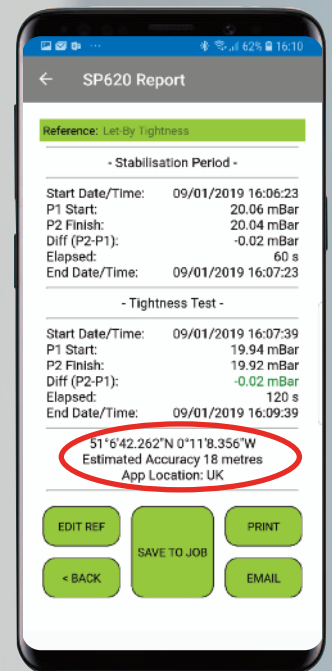 62% 16:10
← SP620 Report
Reference: Let-By Tightness
- Stabilisation Period -
Start Date/Time: 09/01/2019 16:06:23
P1 Start: 20.06 mBar
P2 Finish: 20.04 mBar
Diff (P2-P1): -0.02 mBar
Elapsed: 60 s
End Date/Time: 09/01/2019 16:07:23
- Tightness Test -
Start Date/Time: 09/01/2019 16:07:39
P1 Start: 19.94 mBar
P2 Finish: 19.92 mBar
Diff (P2-P1): -0.02 mBar
Elapsed: 120 s
End Date/Time: 09/01/2019 16:09:39
51°6'42.262"N 0°11'8.356"W
Estimated Accuracy 18 metres
App Location: UK
EDIT REF
SAVE TO JOB
PRINT
< BACK
EMAIL